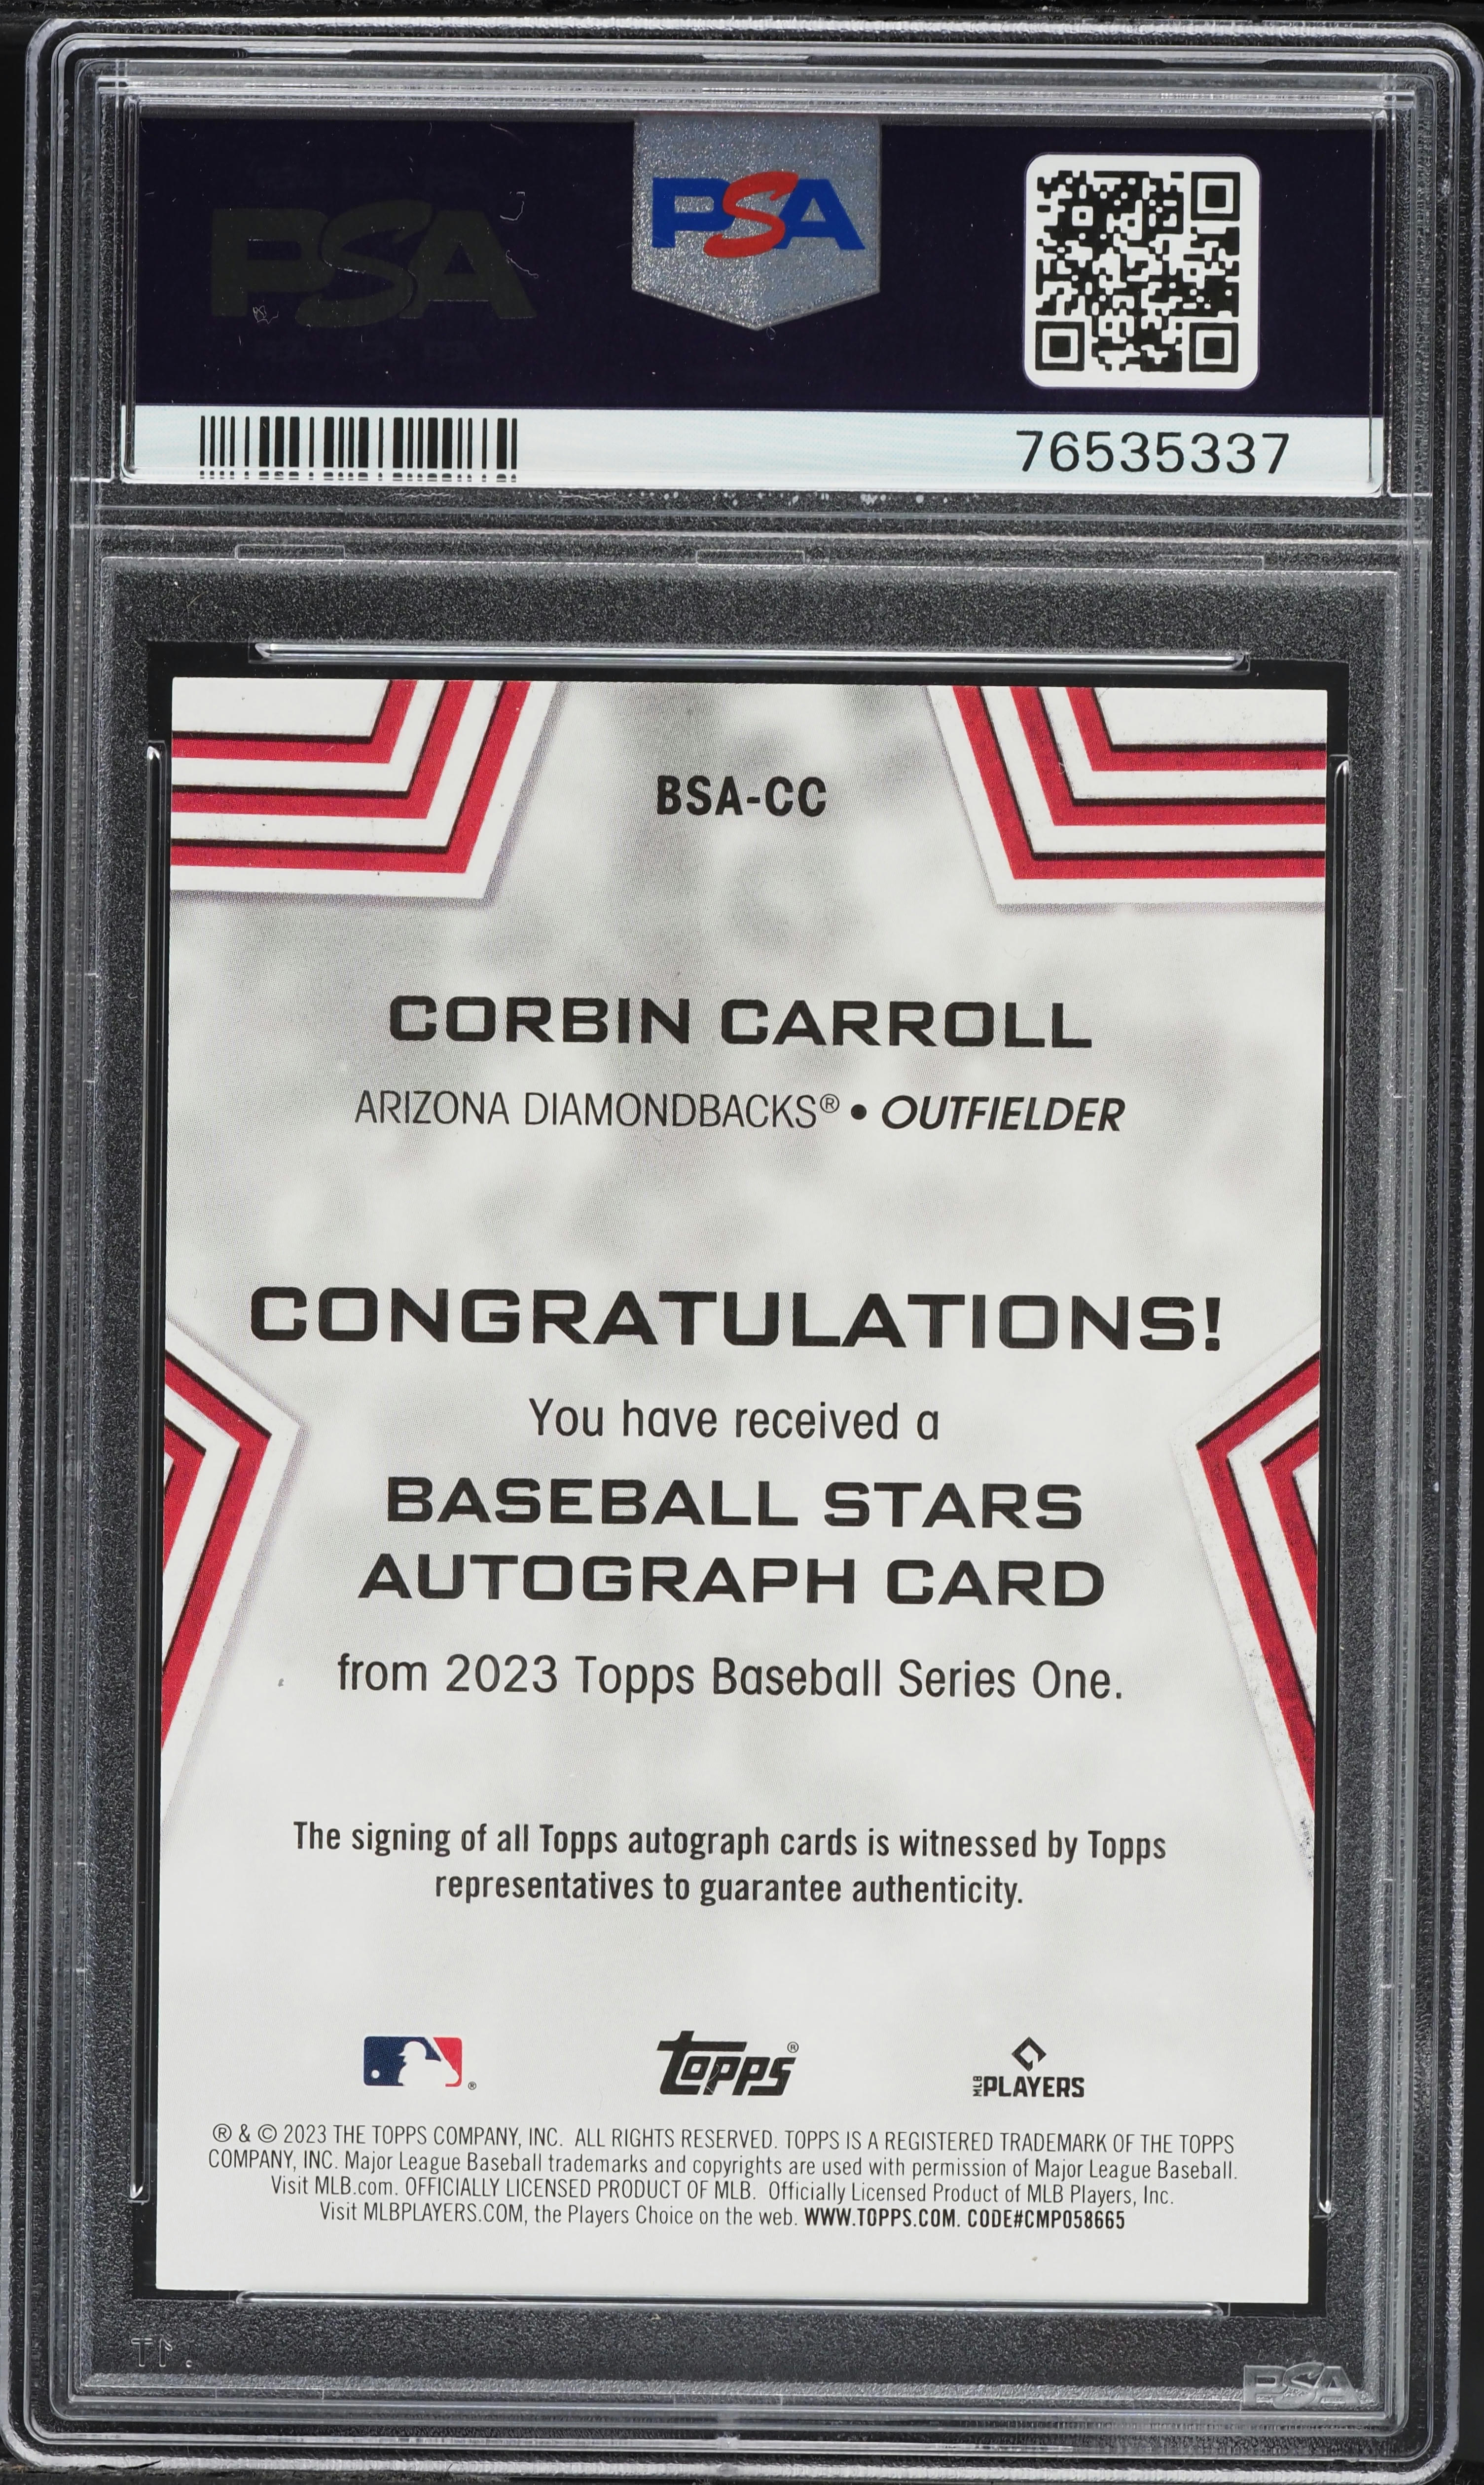 PSA
PSA
76535337
BSA-CC
CORBIN CARROLL
ARIZONA DIAMONDBACKS® • OUTFIELDER
CONGRATULATIONS!
You have received a
BASEBALL STARS
AUTOGRAPH CARD
from 2023 Topps Baseball Series One.
The signing of all Topps autograph cards is witnessed by Topps
representatives to guarantee authenticity.
®
Topps®
MLB PLAYERS
® & © 2023 THE TOPPS COMPANY, INC. ALL RIGHTS RESERVED. TOPPS IS A REGISTERED TRADEMARK OF THE TOPPS
COMPANY, INC. Major League Baseball trademarks and copyrights are used with permission of Major League Baseball.
Visit MLB.com. OFFICIALLY LICENSED PRODUCT OF MLB. Officially Licensed Product of MLB Players, Inc.
Visit MLBPLAYERS.COM, the Players Choice on the web. WWW.TOPPS.COM. CODE#CMP058665
PSA